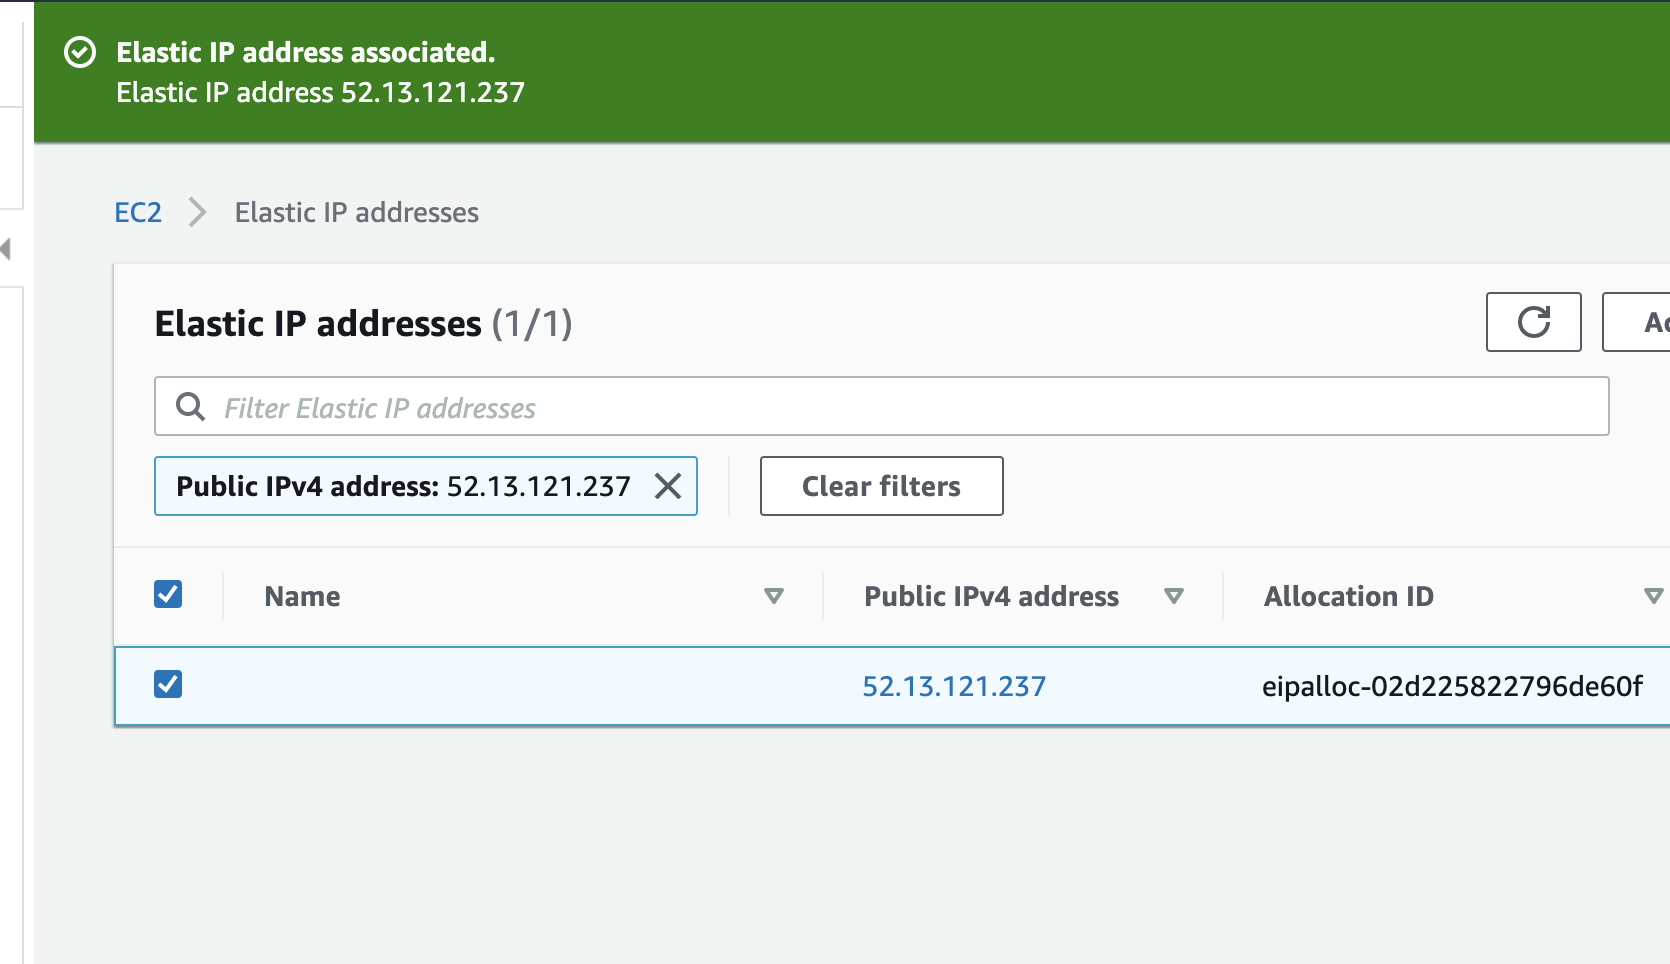 Elastic IP address associated.
Elastic IP address 52.13.121.237
EC2 Elastic IP addresses
Elastic IP addresses (1/1)
Filter Elastic IP addresses
Public IPv4 address: 52.13.121.237
Clear filters
Name Public IPv4 address Allocation ID
52.13.121.237 eipalloc-02d225822796de60f